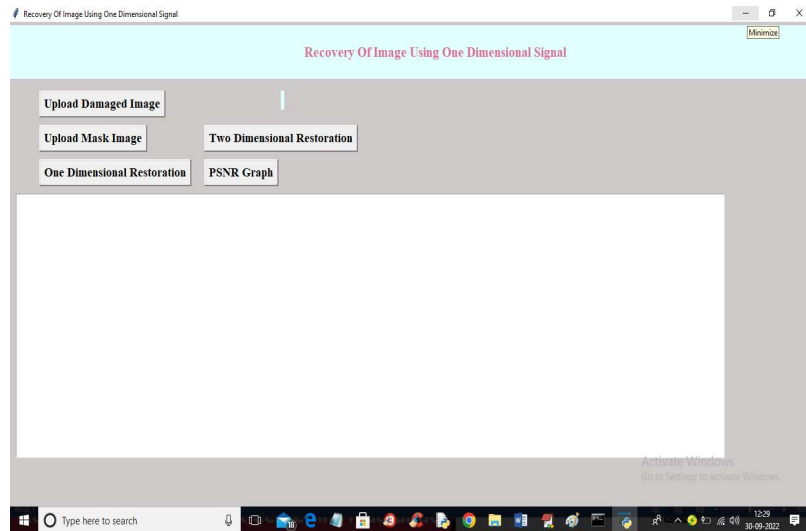 Recovery Of Image Using One Dimensional Signal
Minimize
Recovery Of Image Using One Dimensional Signal
Upload Damaged Image
Upload Mask Image
Two Dimensional Restoration
One Dimensional Restoration
PSNR Graph
Activate Windows
Go to Settings to activate Windows.
Type here to search
18
12:29
30-09-2022